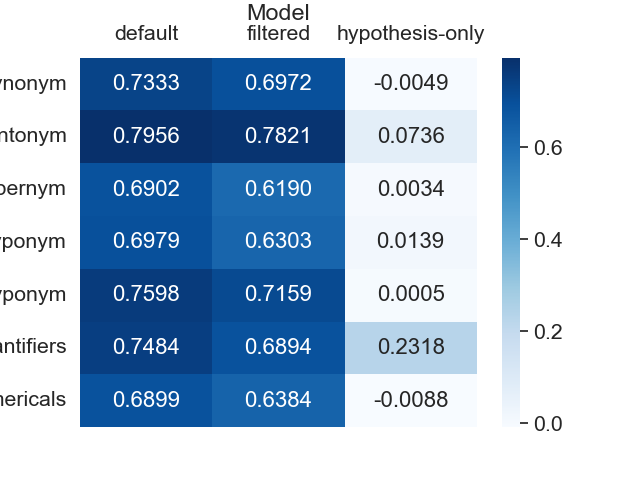 Model
default filtered hypothesis-only
ynonym 0.7333 0.6972 -0.0049
ntonym 0.7956 0.7821 0.0736
pernym 0.6902 0.6190 0.0034
yponym 0.6979 0.6303 0.0139
yponym 0.7598 0.7159 0.0005
antifiers 0.7484 0.6894 0.2318
nericals 0.6899 0.6384 -0.0088
0.6
0.4
0.2
0.0